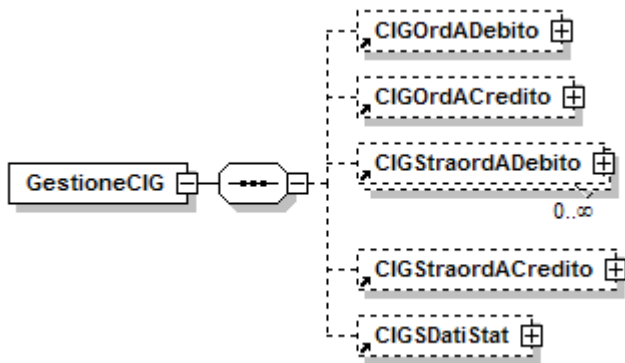 CIGOrdADebito
CIGOrdACredito
GestioneCIG
CIGStraordADebito
0..∞
CIGStraordACredito
CIGSDatiStat